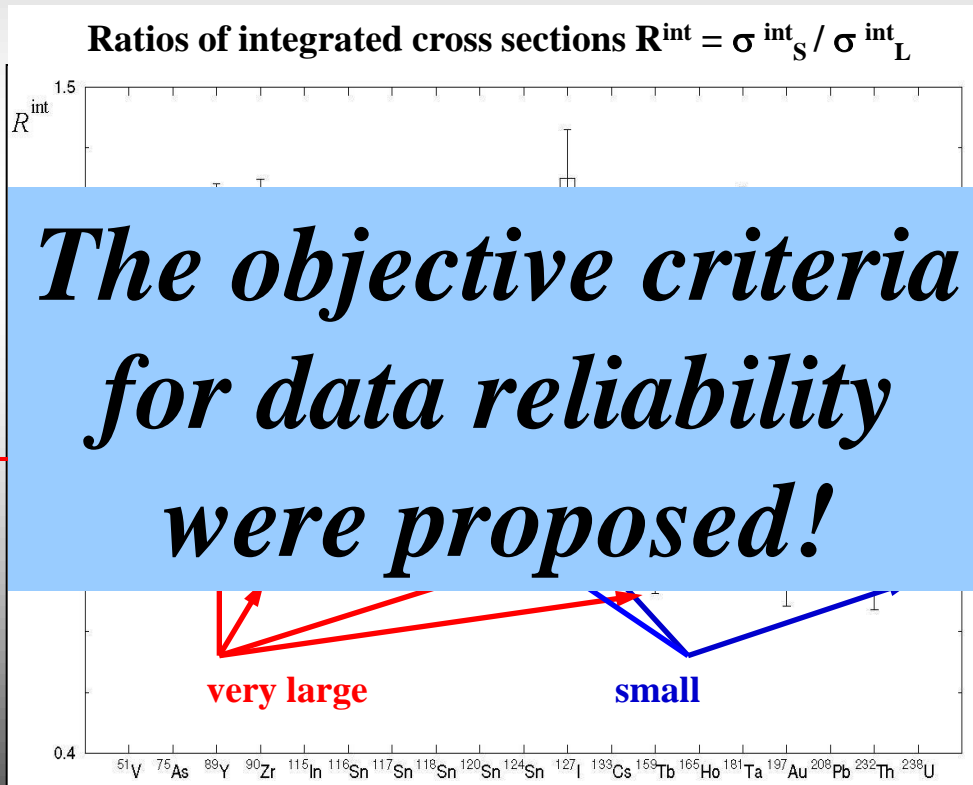 Ratios of integrated cross sections R^int = σ^int_S / σ^int_L
1.5
R^int
The objective criteria
for data reliability
were proposed!
very large
small
0.4
⁵¹V ⁷⁵As ⁸⁹Y ⁹⁰Zr ¹¹⁵In ¹¹⁶Sn ¹¹⁷Sn ¹¹⁸Sn ¹²⁰Sn ¹²⁴Sn ¹²⁷I ¹³³Cs ¹⁵⁹Tb ¹⁶⁵Ho ¹⁸¹Ta ¹⁹⁷Au ²⁰⁸Pb ²³²Th ²³⁸U